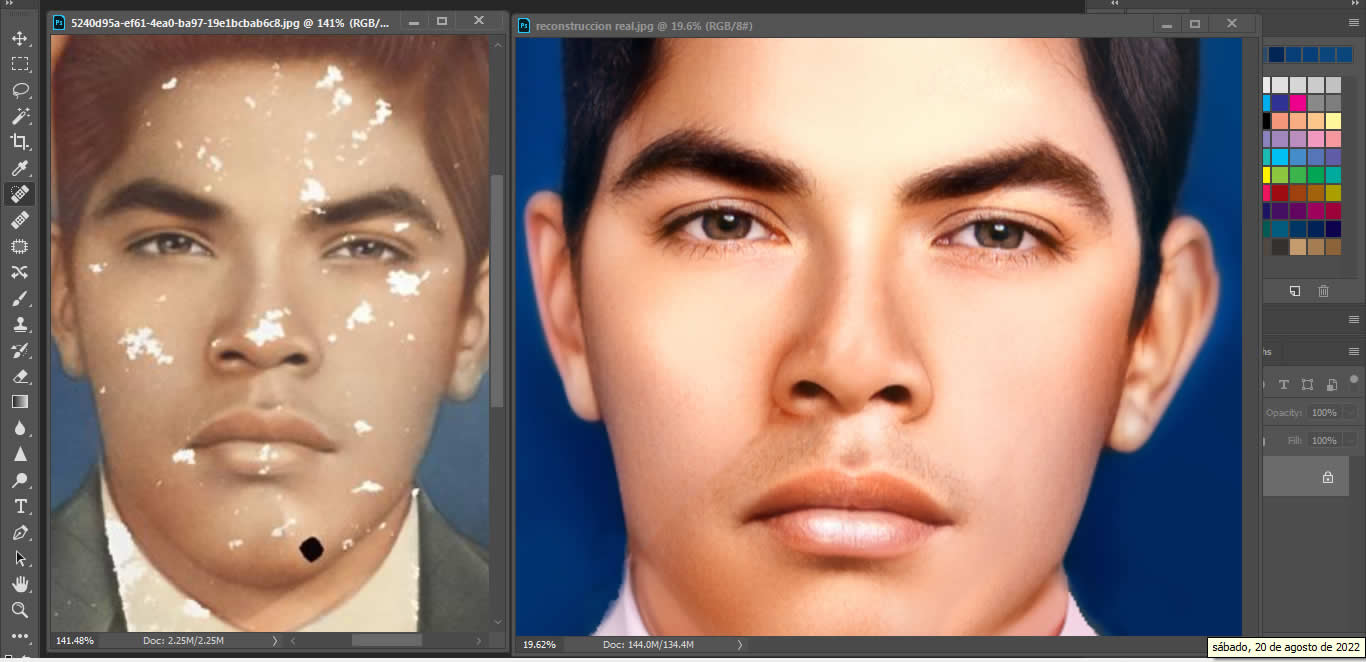 5240d95a-ef61-4ea0-ba97-19e1bcbab6c8.jpg @ 141% (RGB/...
reconstruccion real.jpg @ 19.6% (RGB/8#)
hs
Opacity: 100%
Fill: 100%
141.48%
Doc: 2.25M/2.25M
19.62%
Doc: 144.0M/134.4M
sábado, 20 de agosto de 2022